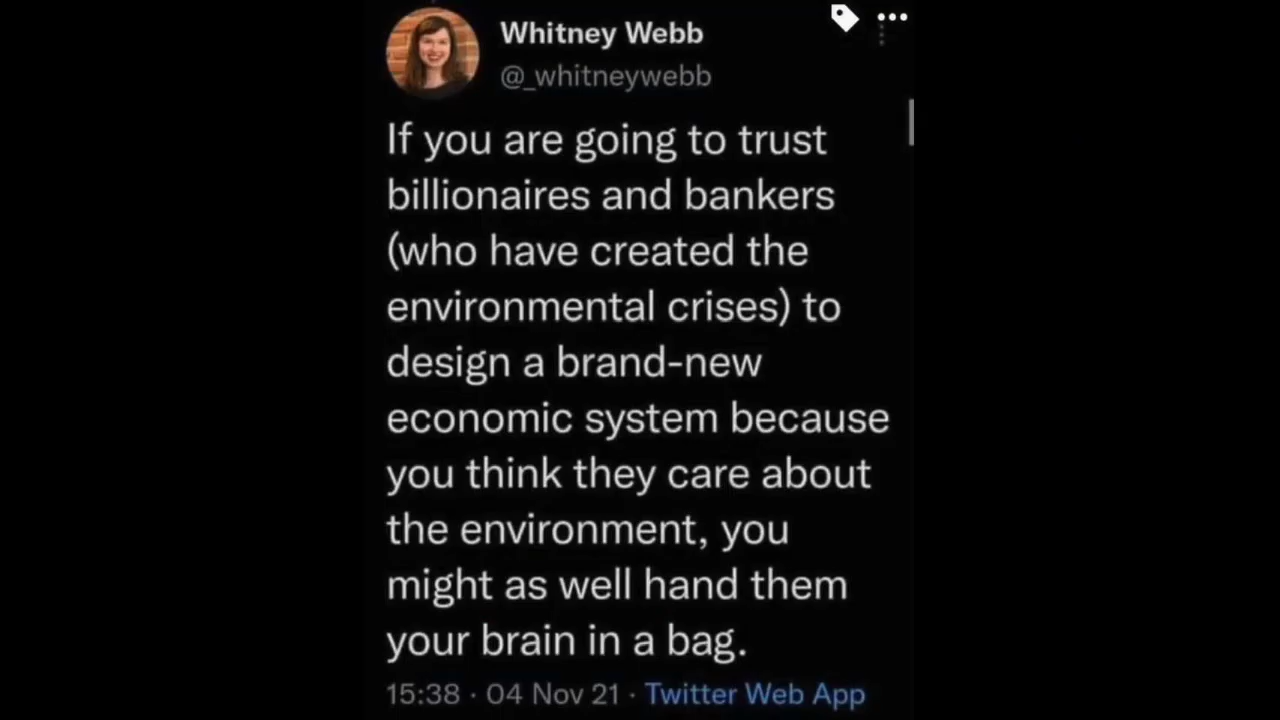 Whitney Webb
@_whitneywebb
If you are going to trust
billionaires and bankers
(who have created the
environmental crises) to
design a brand-new
economic system because
you think they care about
the environment, you
might as well hand them
your brain in a bag.
15:38 · 04 Nov 21 · Twitter Web App